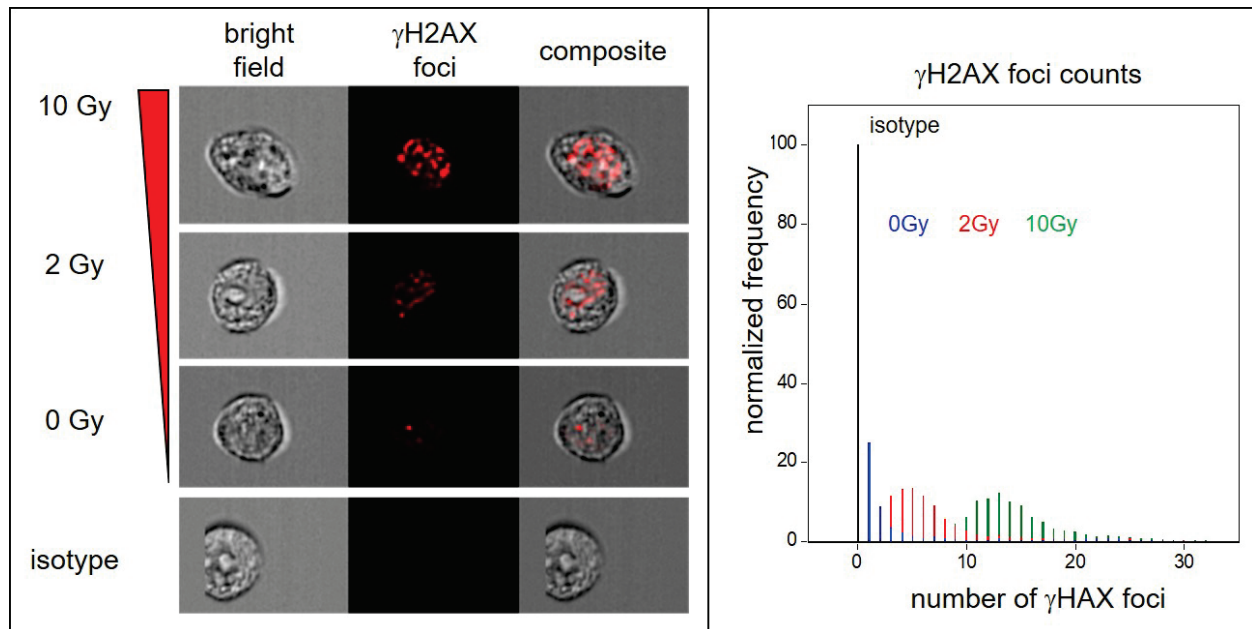 bright
field
γH2AX
foci
composite
10 Gy
2 Gy
0 Gy
isotype
γH2AX foci counts
isotype
0Gy 2Gy 10Gy
normalized frequency
100
80
60
40
20
0
0 10 20 30
number of γHAX foci